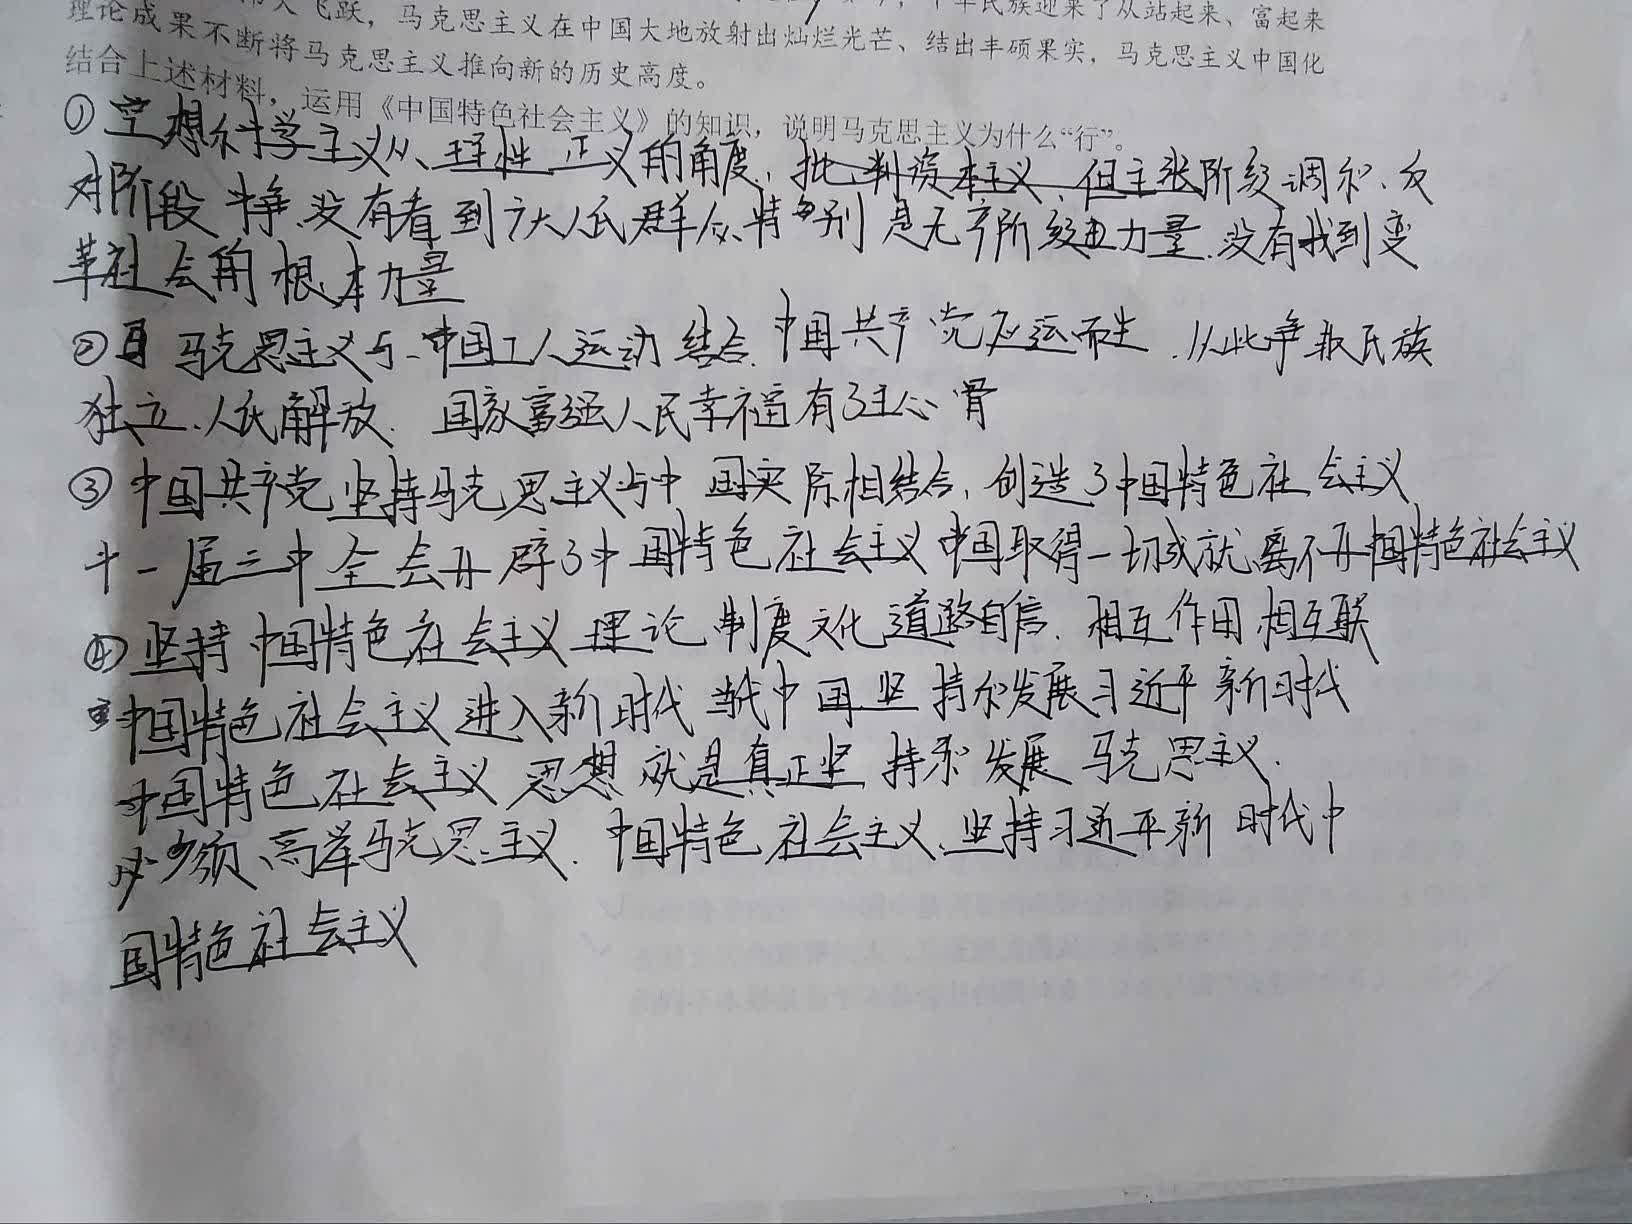 伟大飞跃，马克思主义在中国大地放射出灿烂光芒、结出丰硕果实，马克思主义中国化
中华民族迎来了从站起来、富起来
理论成果不断将马克思主义推向新的历史高度。
结合上述材料，运用《中国特色社会主义》的知识，说明马克思主义为什么“行”。
①空想科学主义从理性正义的角度，批判资本主义，但主张阶级调和、反
对阶段斗争没有看到广大人民群众特别是无产阶级力量.没有找到变
革社会的根本力量
②马克思主义与中国工人运动结合.中国共产党应运而生.从此争取民族
独立.人民解放.国家富强人民幸福有了主心骨
③中国共产党坚持马克思主义与中国实际相结合,创造了中国特色社会主义
十一届三中全会开辟了中国特色社会主义中国取得一切成就离不开中国特色社会主义
④坚持中国特色社会主义理论制度文化道路自信.相互作用相互联
中国特色社会主义进入新时代当代中国坚持和发展习近平新时代
中国特色社会主义思想就是真正坚持和发展马克思主义.
必须高举马克思主义.中国特色社会主义、坚持习近平新时代中
国特色社会主义